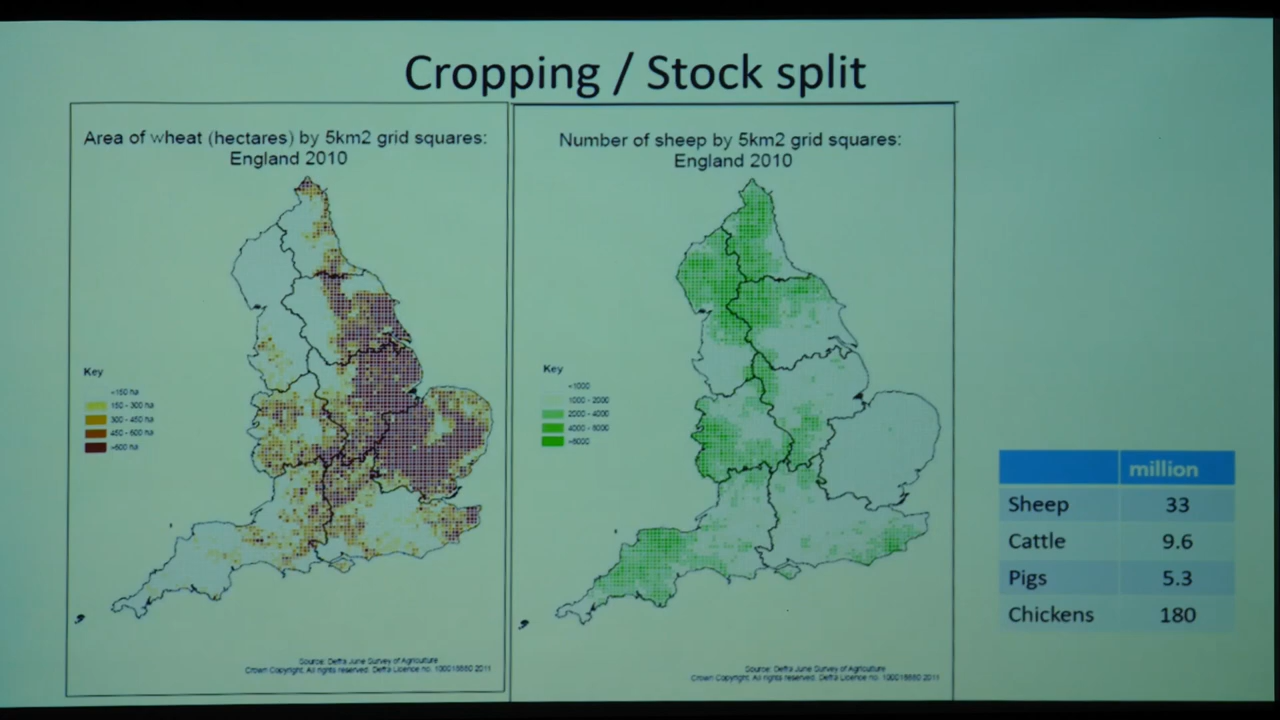 Cropping / Stock split
Area of wheat (hectares) by 5km2 grid squares:
England 2010
Key
<150 ha
150 - 300 ha
300 - 450 ha
450 - 600 ha
>600 ha
Source: Defra June Survey of Agriculture
Crown Copyright. All rights reserved. Defra Licence no. 100018880 2011
Number of sheep by 5km2 grid squares:
England 2010
Key
<1000
1000 - 2000
2000 - 4000
4000 - 6000
>6000
Source: Defra June Survey of Agriculture
Crown Copyright. All rights reserved. Defra Licence no. 100018880 2011
million
Sheep 33
Cattle 9.6
Pigs 5.3
Chickens 180